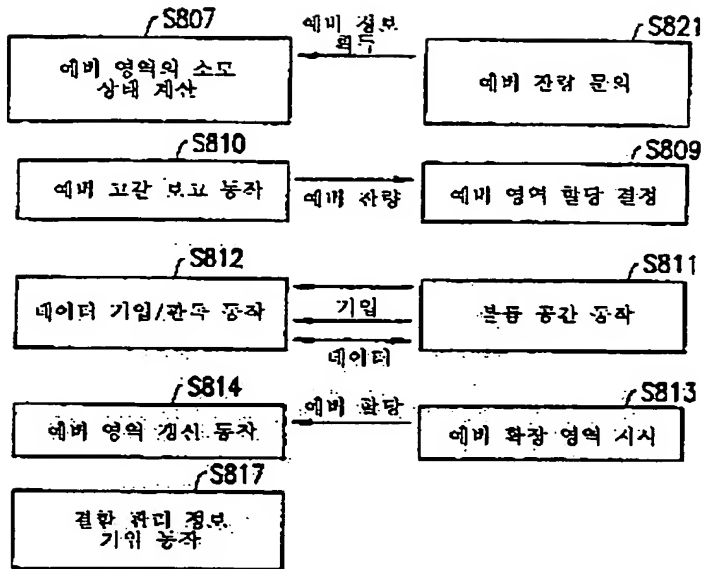 S807
예비 정보
획득
S821
예비 영역의 소모
상태 계산
예비 잔량 문의
S810
S809
예비 고갈 보고 동작
예비 잔량
예비 영역 할당 결정
S812
S811
데이터 기입/판독 동작
기입
볼륨 공간 동작
데이터
S814
예비 할당
S813
예비 영역 갱신 동작
예비 확장 영역 지시
S817
결함 관리 정보
기입 동작